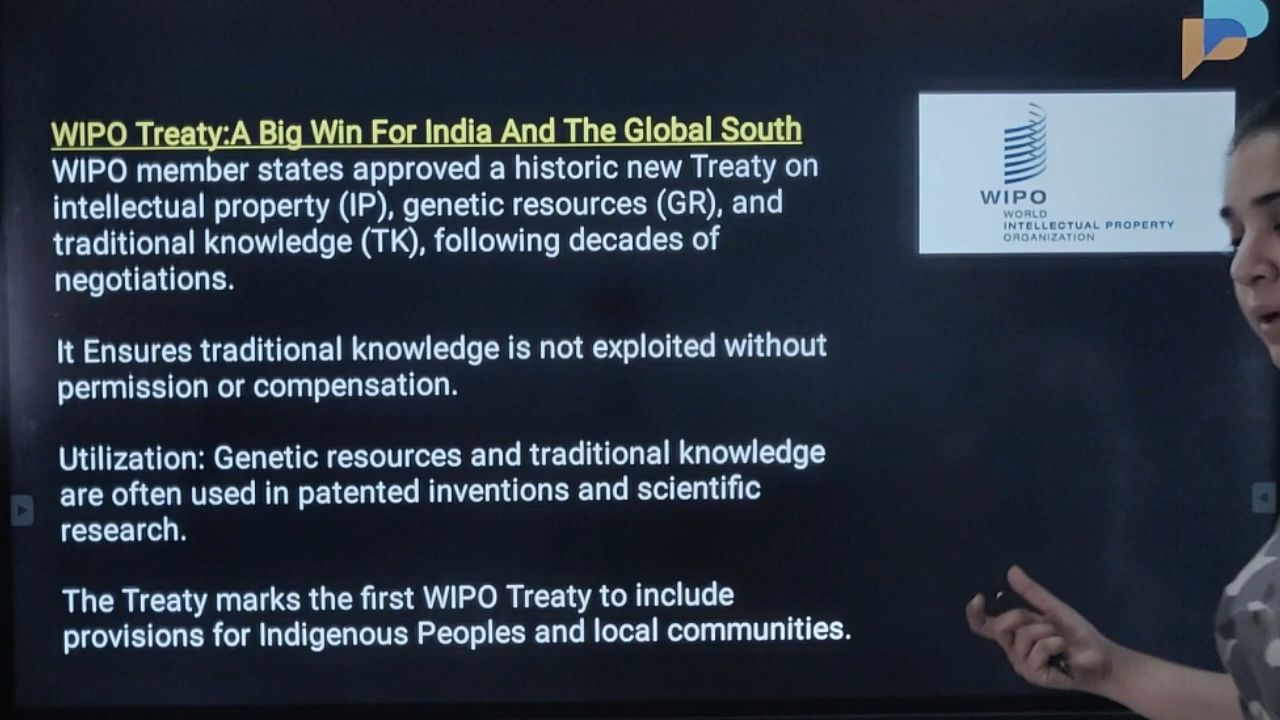 WIPO Treaty:A Big Win For India And The Global South
WIPO member states approved a historic new Treaty on
intellectual property (IP), genetic resources (GR), and
traditional knowledge (TK), following decades of
negotiations.
It Ensures traditional knowledge is not exploited without
permission or compensation.
Utilization: Genetic resources and traditional knowledge
are often used in patented inventions and scientific
research.
The Treaty marks the first WIPO Treaty to include
provisions for Indigenous Peoples and local communities.
WIPO
WORLD
INTELLECTUAL PROPERTY
ORGANIZATION